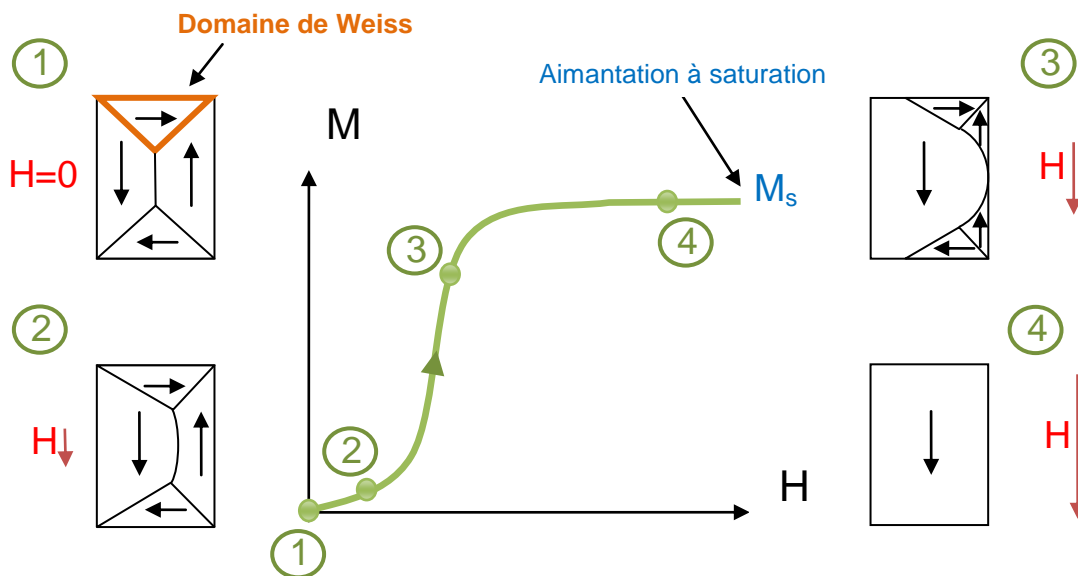 Domaine de Weiss
1
H=0
2
H
M
Aimantation à saturation
Ms
3
4
2
1
H
3
H
4
H